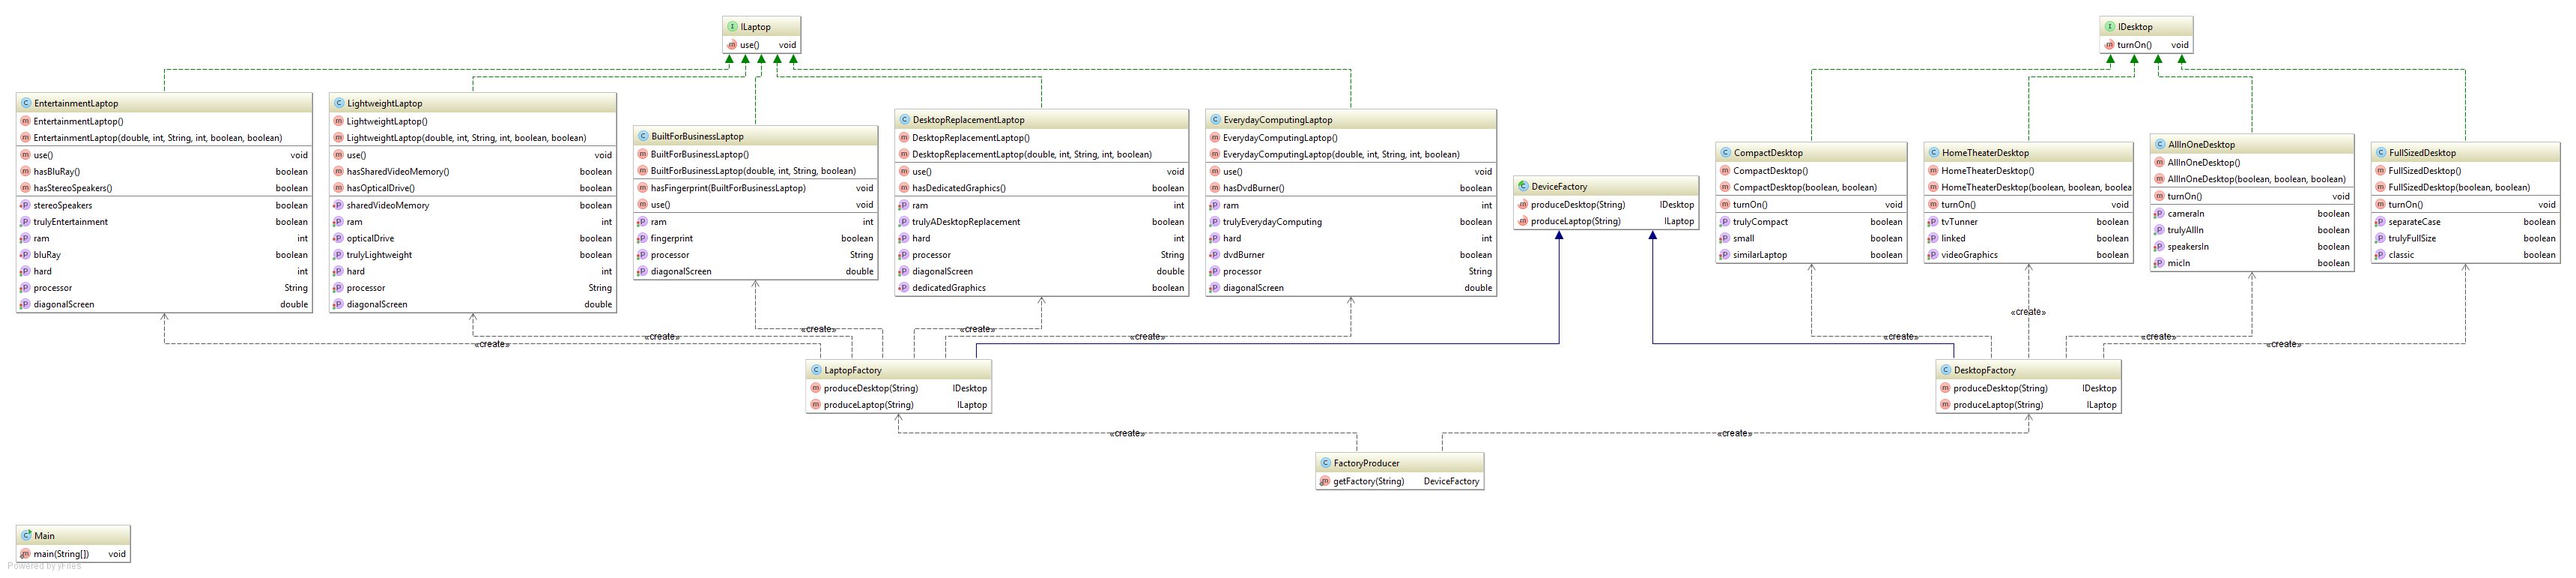 ILaptop
use() void
IDesktop
turnOn() void
EntertainmentLaptop
EntertainmentLaptop()
EntertainmentLaptop(double, int, String, int, boolean, boolean)
use() void
hasBluRay() boolean
hasStereoSpeakers() boolean
stereoSpeakers boolean
trulyEntertainment boolean
ram int
bluRay boolean
hard int
processor String
diagonalScreen double
LightweightLaptop
LightweightLaptop()
LightweightLaptop(double, int, String, int, boolean, boolean)
use() void
hasSharedVideoMemory() boolean
hasOpticalDrive() boolean
sharedVideoMemory boolean
ram int
opticalDrive boolean
trulyLightweight boolean
hard int
processor String
diagonalScreen double
BuiltForBusinessLaptop
BuiltForBusinessLaptop()
BuiltForBusinessLaptop(double, int, String, boolean)
hasFingerprint(BuiltForBusinessLaptop) void
use() void
ram int
fingerprint boolean
processor String
diagonalScreen double
DesktopReplacementLaptop
DesktopReplacementLaptop()
DesktopReplacementLaptop(double, int, String, int, boolean)
use() void
hasDedicatedGraphics() boolean
ram int
trulyADesktopReplacement boolean
hard int
processor String
diagonalScreen double
dedicatedGraphics boolean
EverydayComputingLaptop
EverydayComputingLaptop()
EverydayComputingLaptop(double, int, String, int, boolean)
use() void
hasDvdBurner() boolean
ram int
trulyEverydayComputing boolean
hard int
dvdBurner boolean
processor String
diagonalScreen double
DeviceFactory
produceDesktop(String) IDesktop
produceLaptop(String) ILaptop
CompactDesktop
CompactDesktop()
CompactDesktop(boolean, boolean)
turnOn() void
trulyCompact boolean
small boolean
similarLaptop boolean
HomeTheaterDesktop
HomeTheaterDesktop()
HomeTheaterDesktop(boolean, boolean, boolea
turnOn() void
tvTunner boolean
linked boolean
videoGraphics boolean
AllInOneDesktop
AllInOneDesktop()
AllInOneDesktop(boolean, boolean, boolean)
turnOn() void
cameraIn boolean
trulyAllIn boolean
speakersIn boolean
micIn boolean
FullSizedDesktop
FullSizedDesktop()
FullSizedDesktop(boolean, boolean)
turnOn() void
separateCase boolean
trulyFullSize boolean
classic boolean
«create»
«create»
«create»
«create»
«create»
«create»
«create»
«create»
«create»
LaptopFactory
produceDesktop(String) IDesktop
produceLaptop(String) ILaptop
DesktopFactory
produceDesktop(String) IDesktop
produceLaptop(String) ILaptop
«create»
«create»
FactoryProducer
getFactory(String) DeviceFactory
Main
main(String[]) void
Powered by yFiles